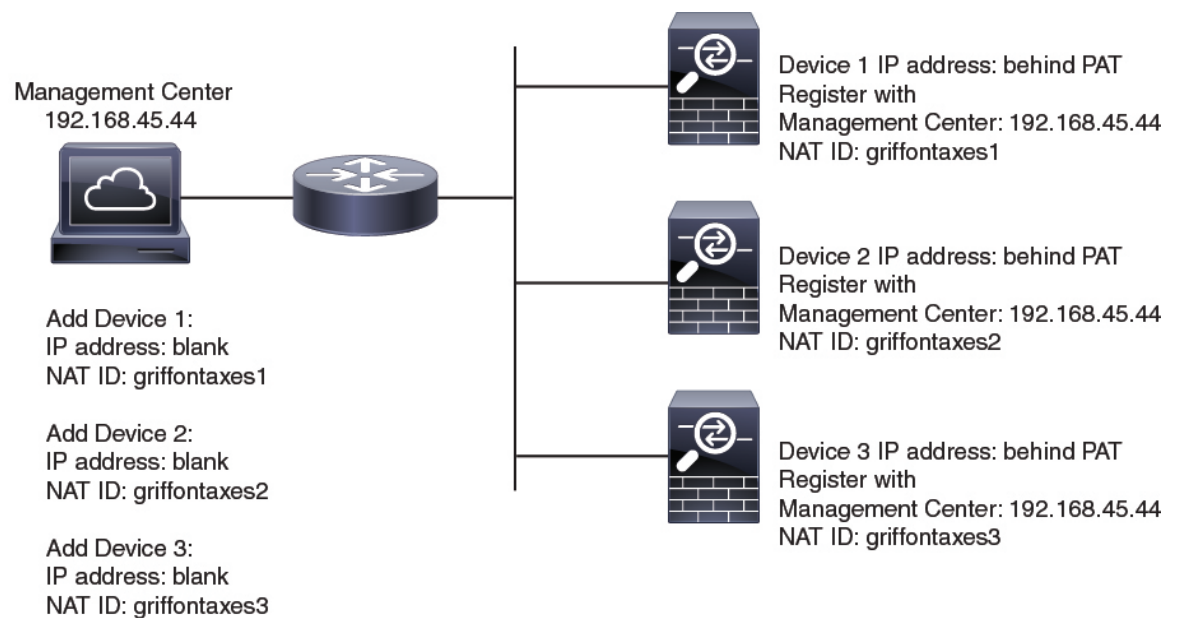 Management Center
192.168.45.44
Add Device 1:
IP address: blank
NAT ID: griffontaxes1
Add Device 2:
IP address: blank
NAT ID: griffontaxes2
Add Device 3:
IP address: blank
NAT ID: griffontaxes3
Device 1 IP address: behind PAT
Register with
Management Center: 192.168.45.44
NAT ID: griffontaxes1
Device 2 IP address: behind PAT
Register with
Management Center: 192.168.45.44
NAT ID: griffontaxes2
Device 3 IP address: behind PAT
Register with
Management Center: 192.168.45.44
NAT ID: griffontaxes3